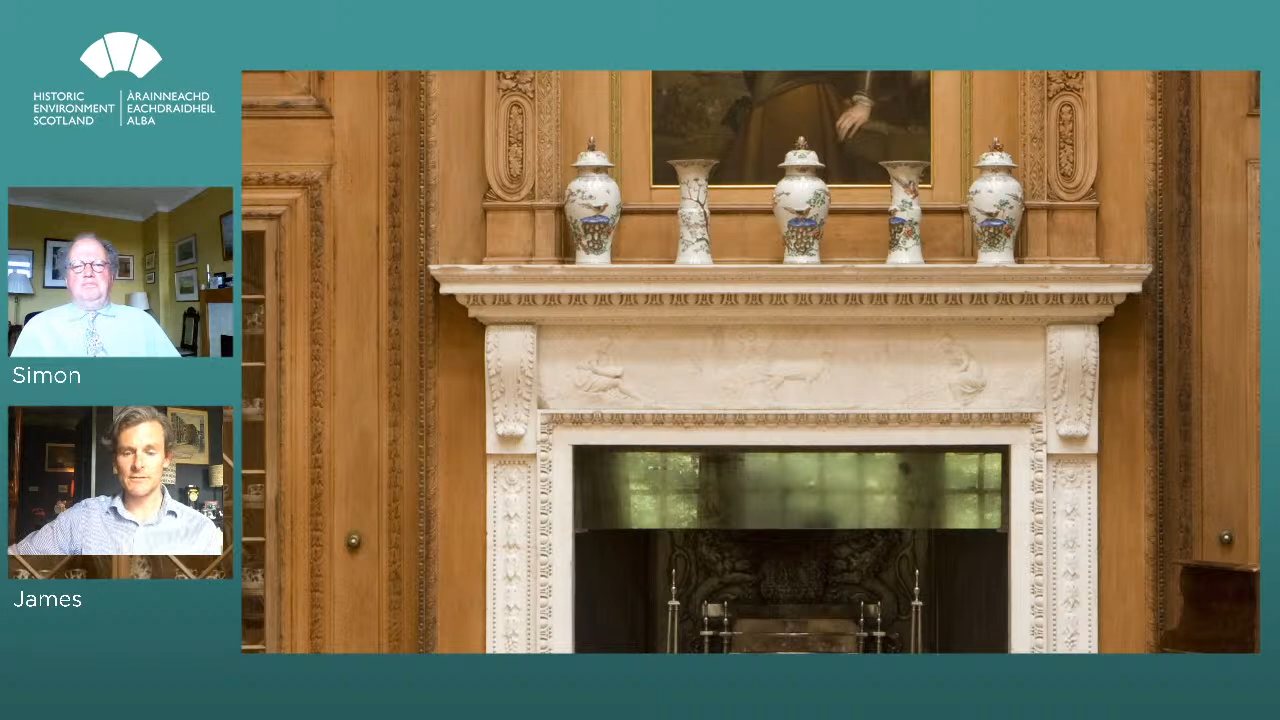 HISTORIC
ENVIRONMENT
SCOTLAND
ÀRAINNEACHD
EACHDRAIDHEIL
ALBA
Simon
James